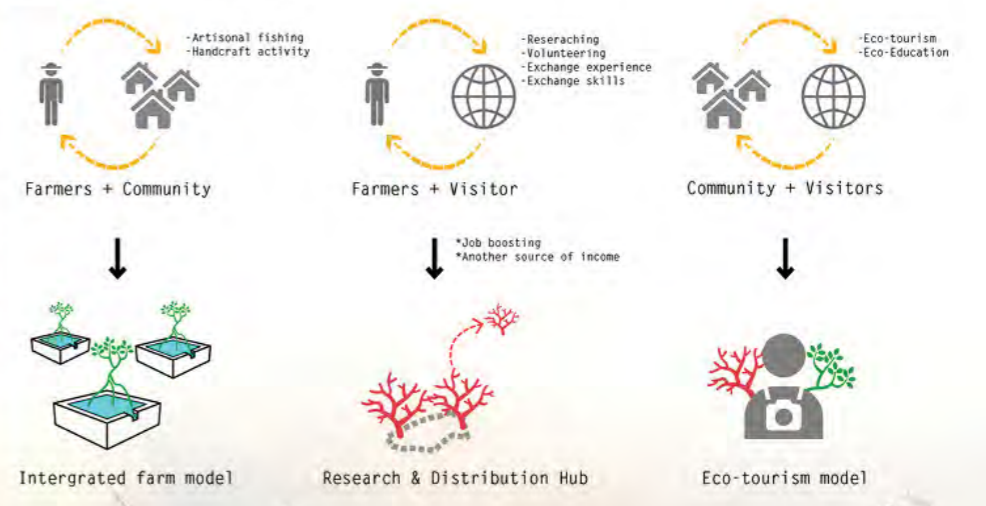 -Artisonal fishing
-Handcraft activity
-Reseraching
-Volunteering
-Exchange experience
-Exchange skills
-Eco-tourism
-Eco-Education
Farmers + Community
Farmers + Visitor
Community + Visitors
*Job boosting
*Another source of income
Intergrated farm model
Research & Distribution Hub
Eco-tourism model